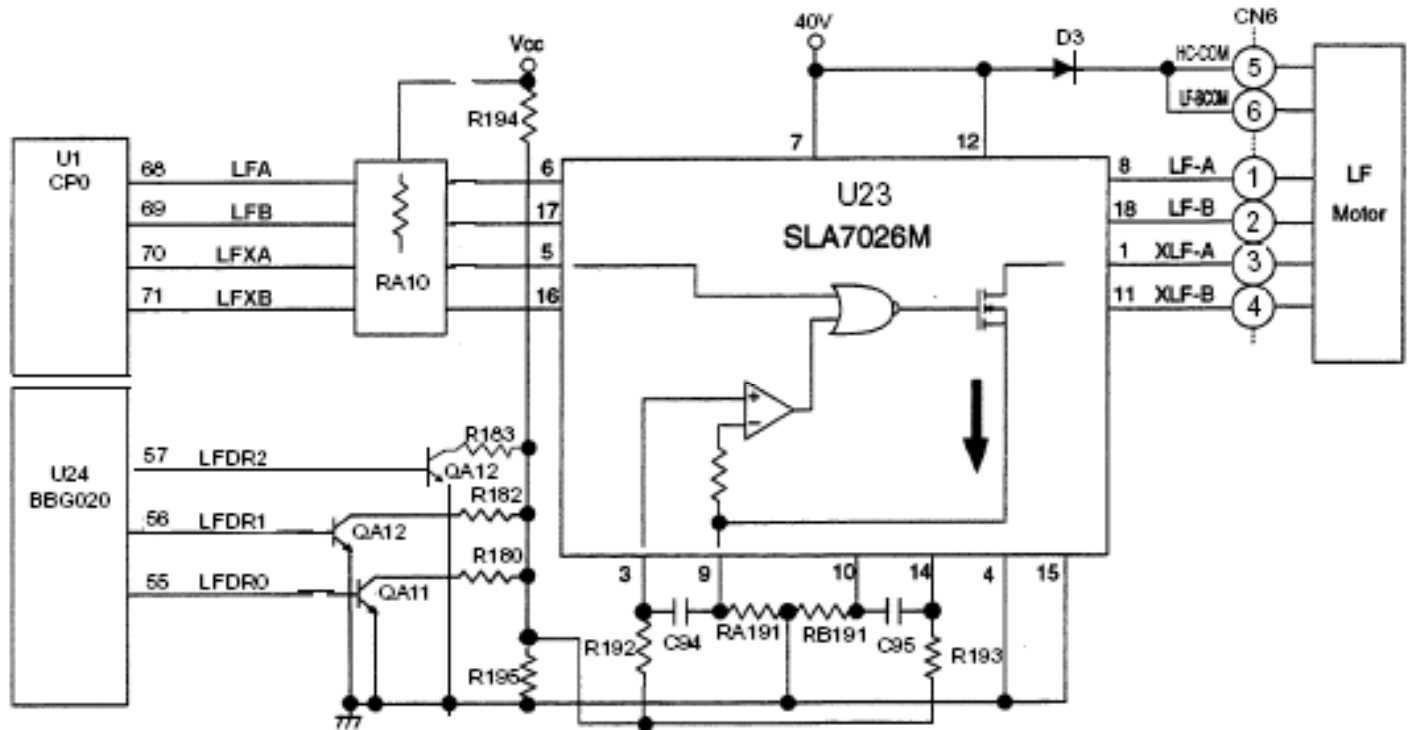 40V
CN6
Vcc
D3
HC-COM
5
LF-BCOM
6
R194
7
12
U1
CP0
68
LFA
6
8
LF-A
1
U23
SLA7026M
LF
Motor
69
LFB
17
18
LF-B
2
70
LFXA
5
1
XLF-A
3
RA10
71
LFXB
16
11
XLF-B
4
+
−
R183
57
LFDR2
QA12
U24
BBG020
R182
56
LFDR1
QA12
R180
55
LFDR0
QA11
3
9
10
14
4
15
R192
C94
RA191
RB191
C95
R193
R195